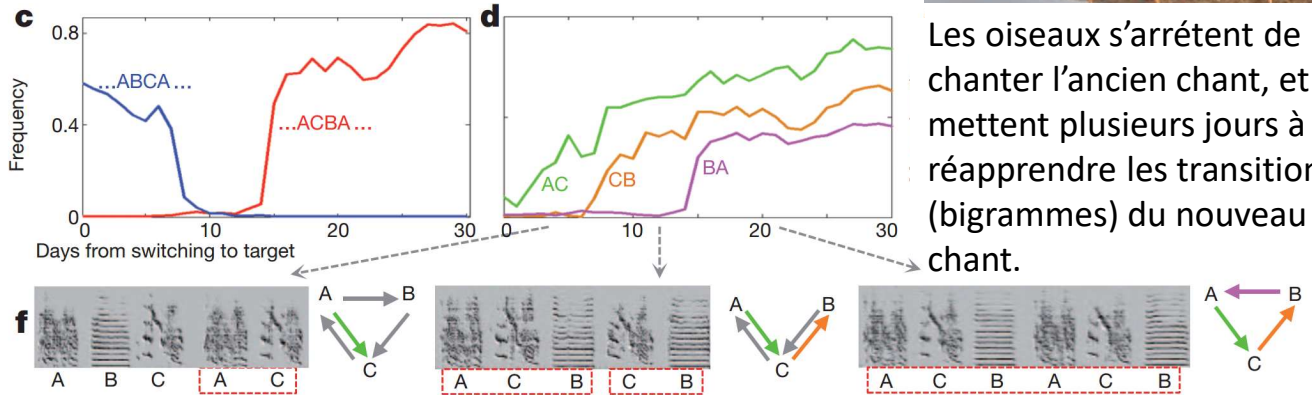 c
0.8
0.4
0
Frequency
...ABCA ...
...ACBA ...
0 10 20 30
Days from switching to target
d
AC
CB
BA
10 20 30
Les oiseaux s’arrétent de
chanter l’ancien chant, et
mettent plusieurs jours à
réapprendre les transition
(bigrammes) du nouveau
chant.
f
A B C A C
A B
C
A C B C B
A B
C
A C B A C B
A B
C